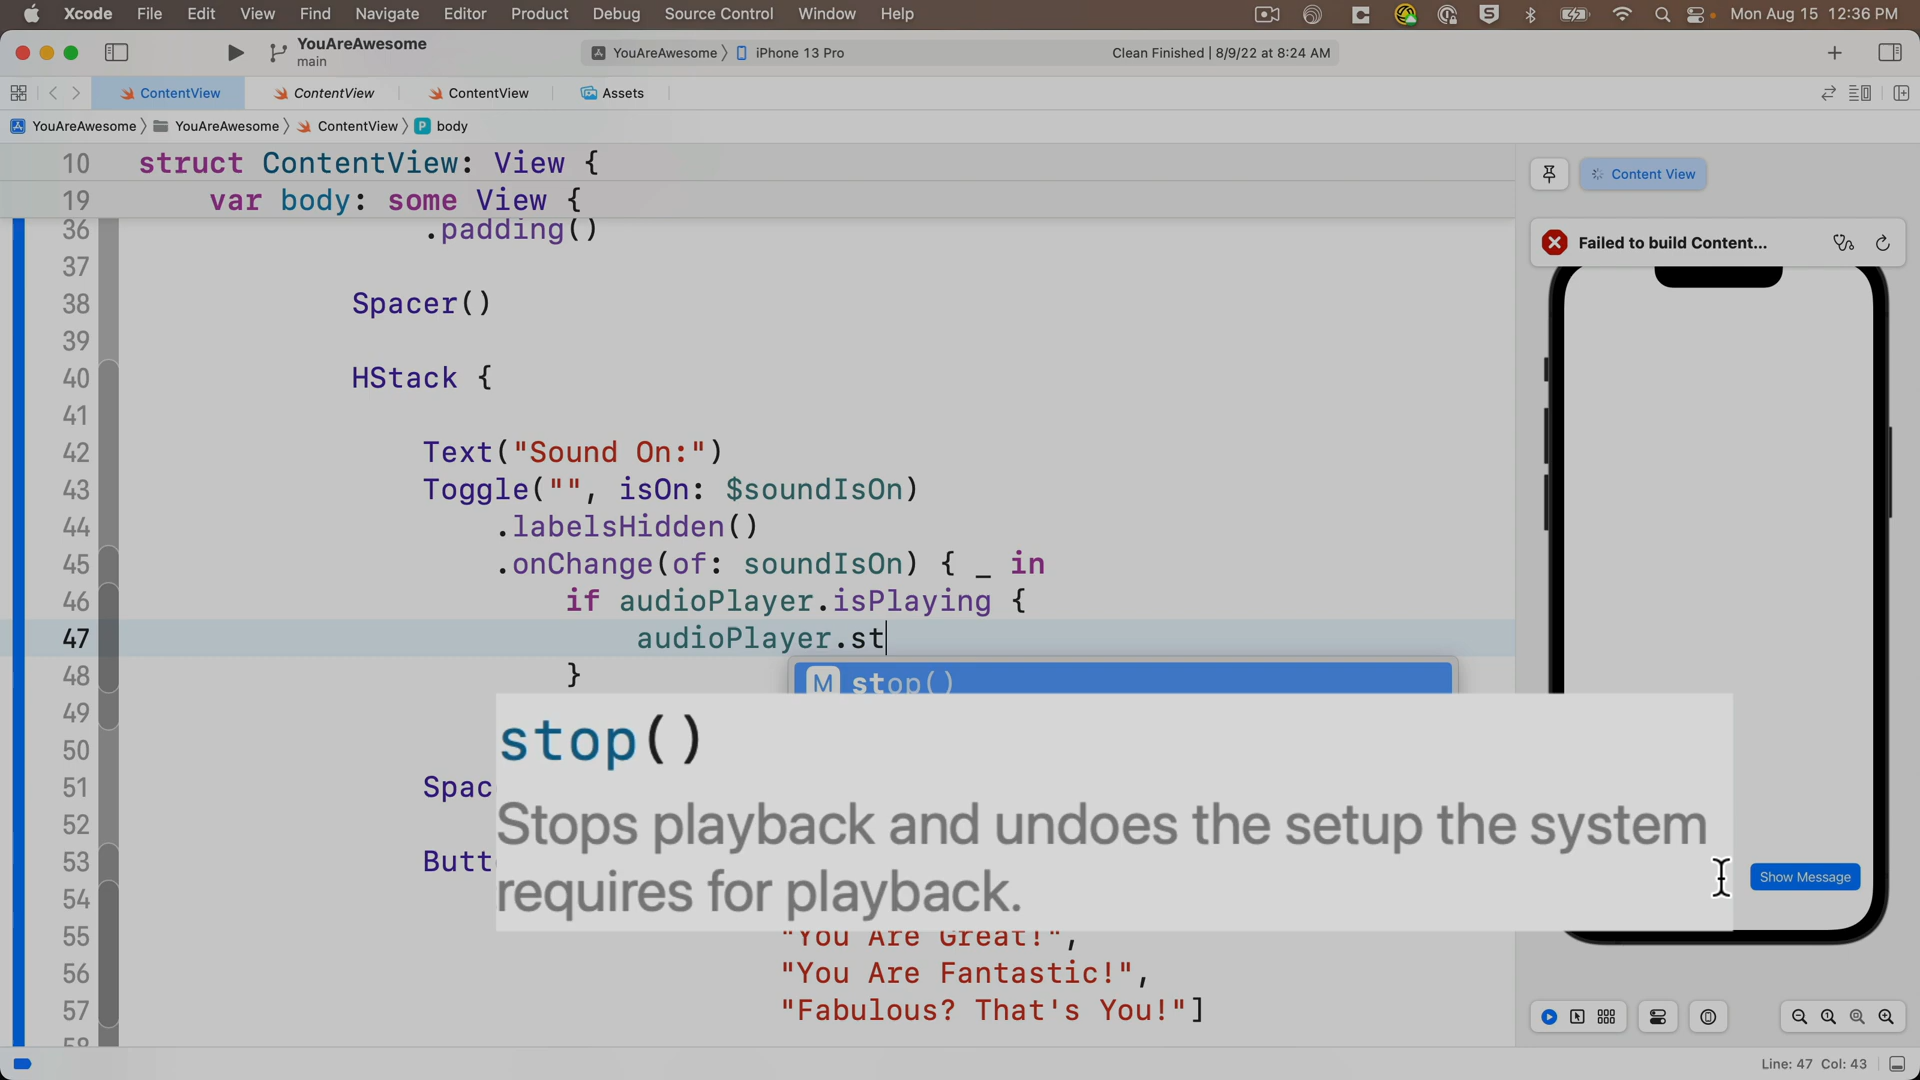 Xcode File Edit View Find Navigate Editor Product Debug Source Control Window Help Mon Aug 15 12:36 PM
YouAreAwesome
main
YouAreAwesome 〉 iPhone 13 Pro Clean Finished | 8/9/22 at 8:24 AM
ContentView ContentView ContentView Assets
YouAreAwesome 〉 YouAreAwesome 〉 ContentView 〉 P body
10 struct ContentView: View {
19 var body: some View {
36 .padding()
37
38 Spacer()
39
40 HStack {
41
42 Text("Sound On:")
43 Toggle("", isOn: $soundIsOn)
44 .labelsHidden()
45 .onChange(of: soundIsOn) { _ in
46 if audioPlayer.isPlaying {
47 audioPlayer.st
48 }
M stop()
49
stop()
50
51 Spac
Stops playback and undoes the setup the system
52
53 Butt
requires for playback.
54
55 "You Are Great!",
56 "You Are Fantastic!",
57 "Fabulous? That's You!"]
58
Content View
Failed to build Content...
Show Message
Line: 47 Col: 43